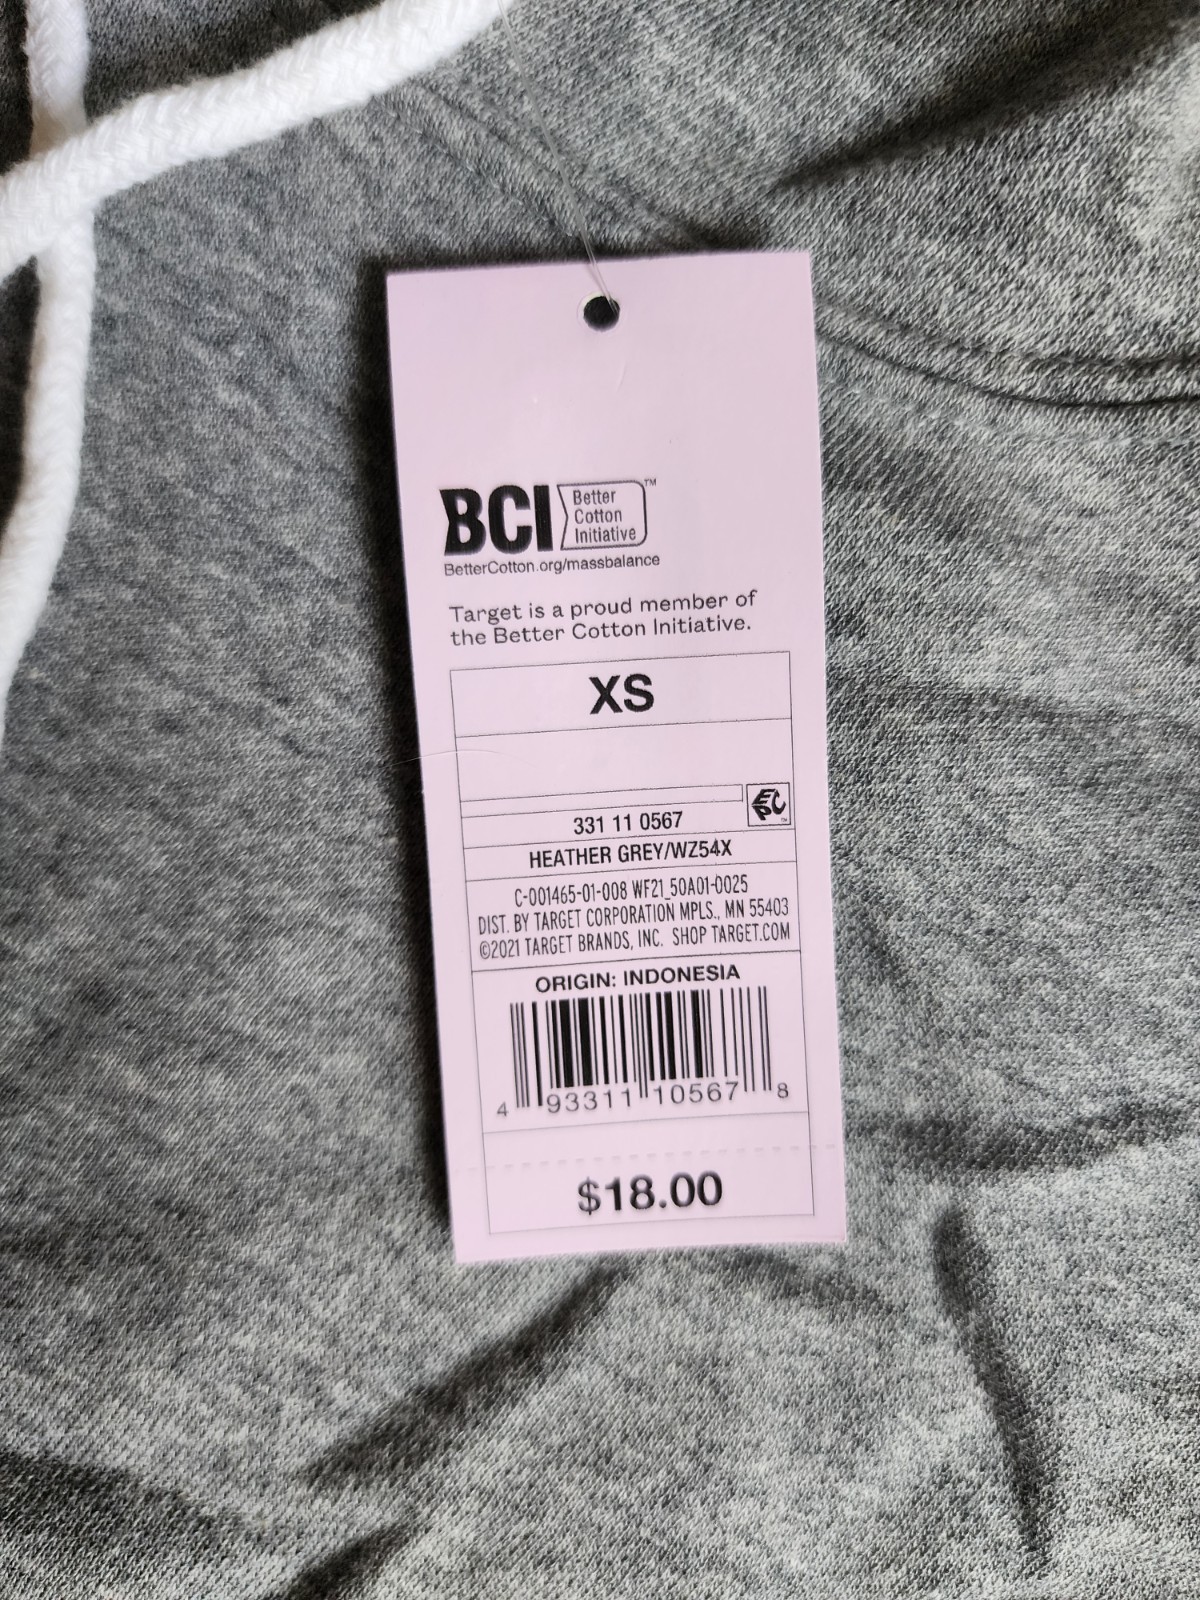 BCI Better Cotton Initiative™
BetterCotton.org/massbalance
Target is a proud member of
the Better Cotton Initiative.
XS
EPC™
331 11 0567
HEATHER GREY/WZ54X
C-001465-01-008 WF21_50A01-0025
DIST. BY TARGET CORPORATION MPLS., MN 55403
©2021 TARGET BRANDS, INC. SHOP TARGET.COM
ORIGIN: INDONESIA
4 93311 10567 8
$18.00